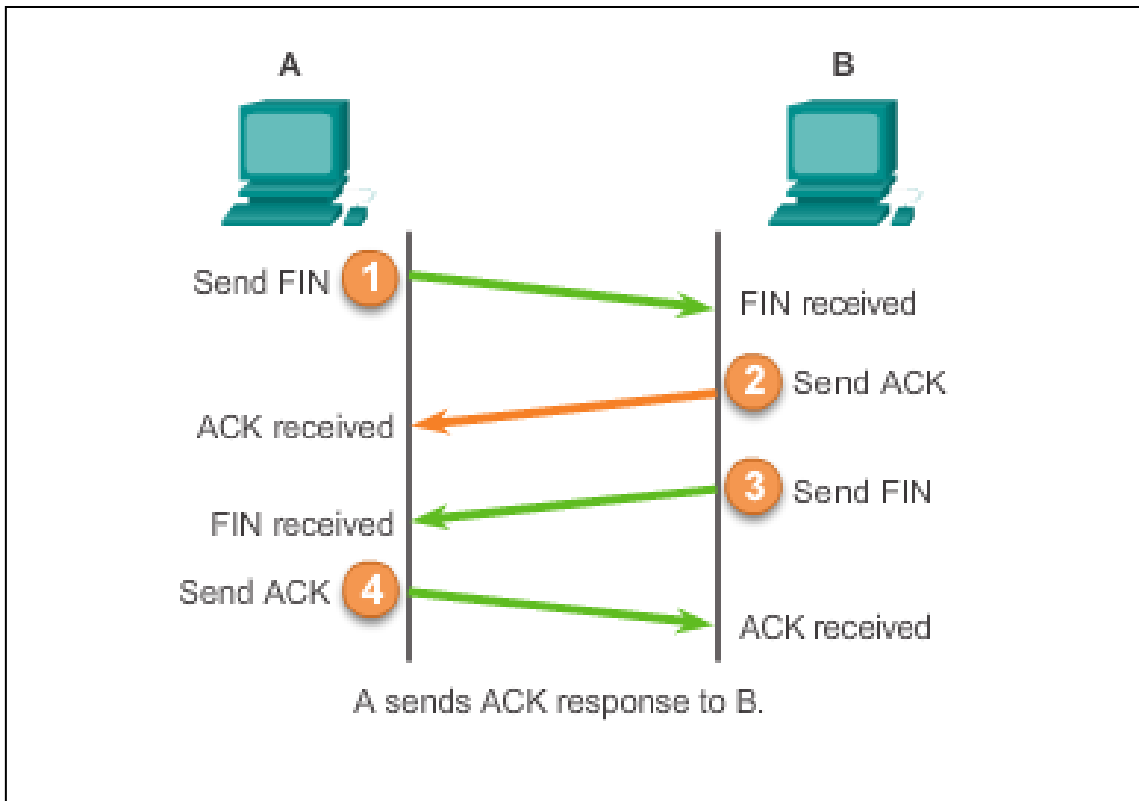 A
B
Send FIN 1
FIN received
2 Send ACK
ACK received
3 Send FIN
FIN received
Send ACK 4
ACK received
A sends ACK response to B.